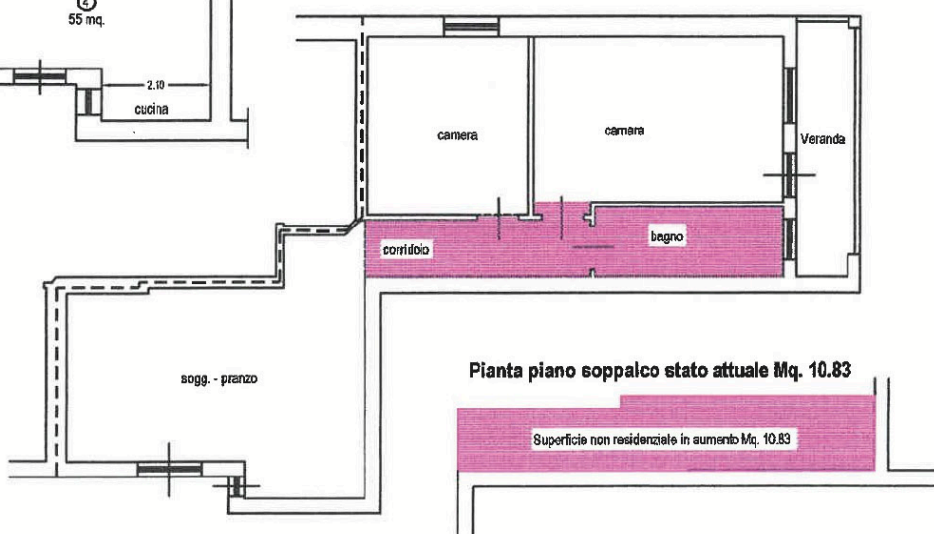 4
55 mq.
2.10
cucina
camera
camera
Veranda
corridoio
bagno
sogg. - pranzo
Pianta piano soppalco stato attuale Mq. 10.83
Superficie non residenziale in aumento Mq. 10.83